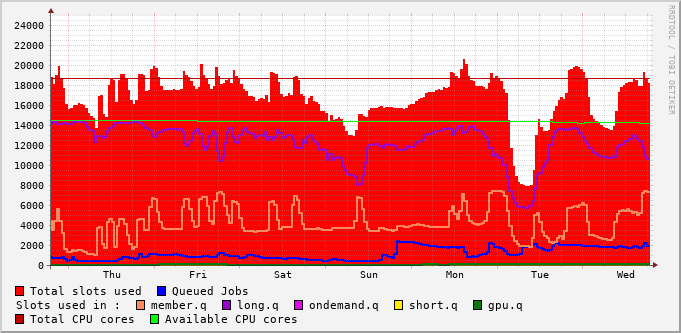 24000
22000
20000
18000
16000
14000
12000
10000
8000
6000
4000
2000
0
Thu Fri Sat Sun Mon Tue Wed
Total slots used Queued Jobs
Slots used in : member.q long.q ondemand.q short.q gpu.q
Total CPU cores Available CPU cores
RRDTOOL / TOBI OETIKER